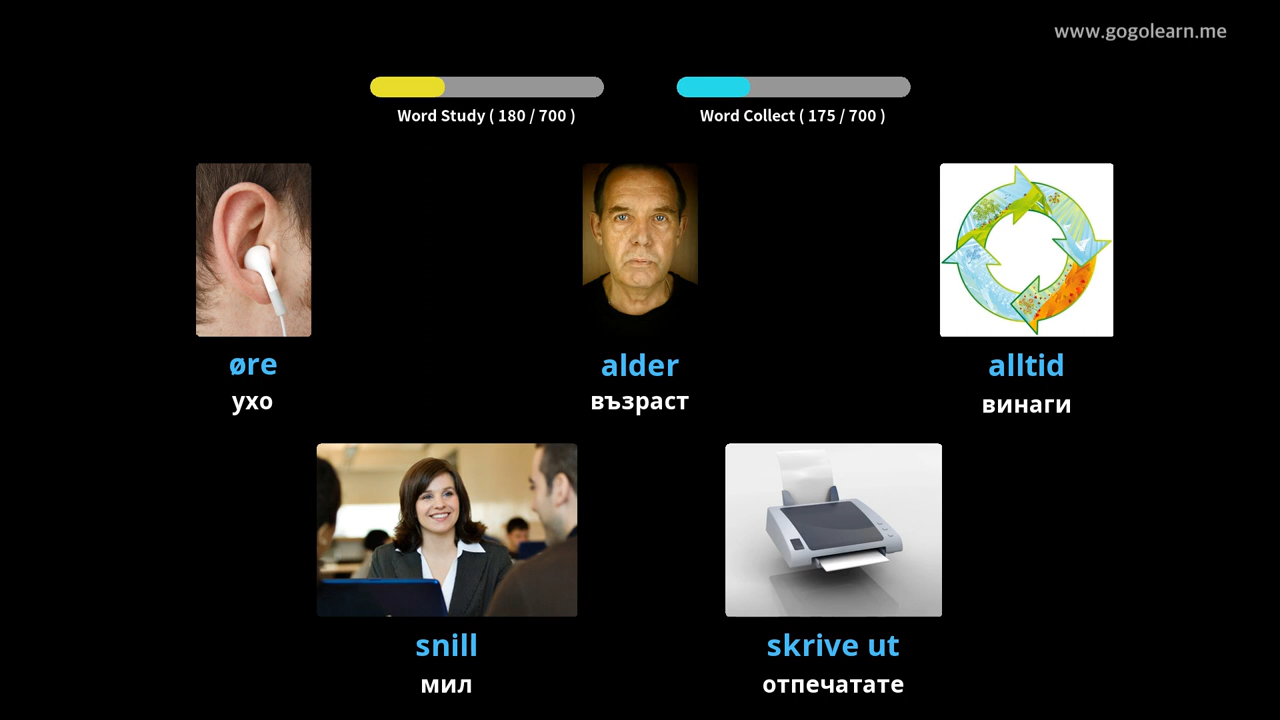 www.gogolearn.me
Word Study ( 180 / 700 )
Word Collect ( 175 / 700 )
øre
alder
alltid
ухо
възраст
винаги
snill
skrive ut
мил
отпечатате